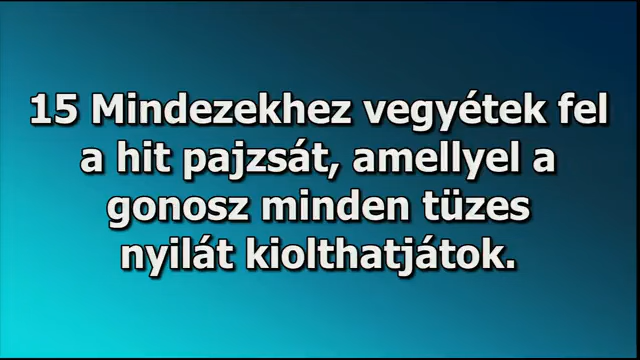 15 Mindezekhez vegyétek fel
a hit pajzsát, amellyel a
gonosz minden tüzes
nyilát kiolthatjátok.